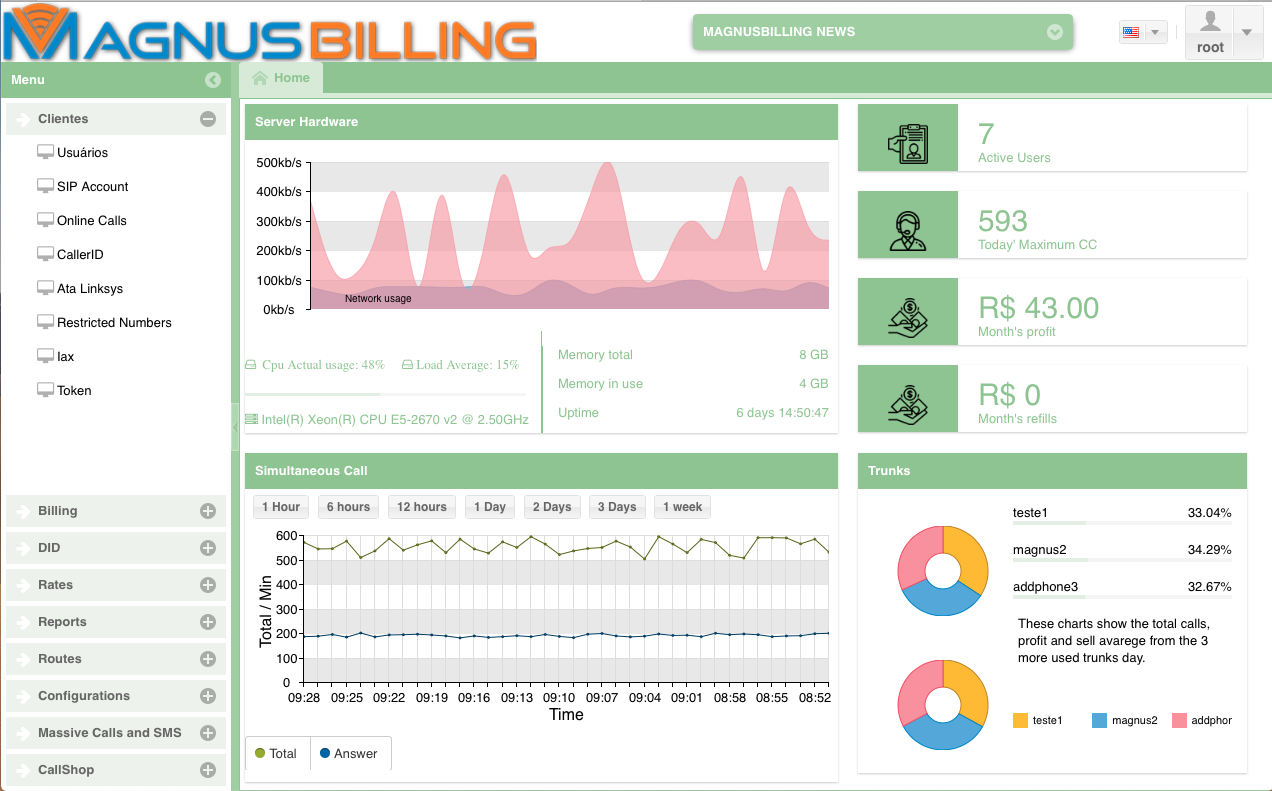 MAGNUSBILLING
MAGNUSBILLING NEWS
root
Menu
Home
Clientes
Usuários
SIP Account
Online Calls
CallerID
Ata Linksys
Restricted Numbers
Iax
Token
Billing
DID
Rates
Reports
Routes
Configurations
Massive Calls and SMS
CallShop
Server Hardware
500kb/s
400kb/s
300kb/s
200kb/s
100kb/s
0kb/s
Network usage
Cpu Actual usage: 48%
Load Average: 15%
Intel(R) Xeon(R) CPU E5-2670 v2 @ 2.50GHz
Memory total 8 GB
Memory in use 4 GB
Uptime 6 days 14:50:47
7
Active Users
593
Today' Maximum CC
R$ 43.00
Month's profit
R$ 0
Month's refills
Simultaneous Call
1 Hour 6 hours 12 hours 1 Day 2 Days 3 Days 1 week
600
500
400
300
200
100
0
Total / Min
09:28 09:25 09:22 09:19 09:16 09:13 09:10 09:07 09:04 09:01 08:58 08:55 08:52
Time
Total Answer
Trunks
teste1 33.04%
magnus2 34.29%
addphone3 32.67%
These charts show the total calls,
profit and sell avarege from the 3
more used trunks day.
teste1 magnus2 addphor